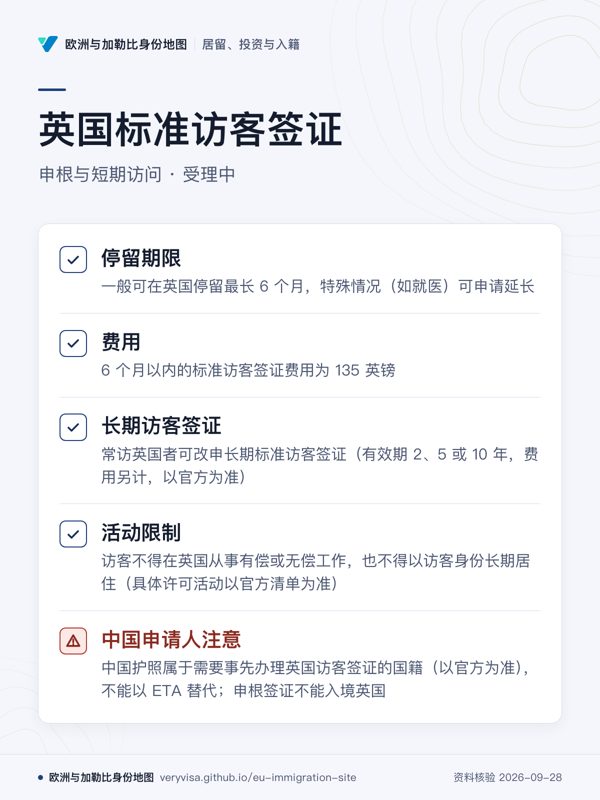 欧洲与加勒比身份地图 居留、投资与入籍
英国标准访客签证
申根与短期访问 · 受理中
停留期限
一般可在英国停留最长 6 个月，特殊情况（如就医）可申请延长
费用
6 个月以内的标准访客签证费用为 135 英镑
长期访客签证
常访英国者可改申长期标准访客签证（有效期 2、5 或 10 年，费
用另计，以官方为准）
活动限制
访客不得在英国从事有偿或无偿工作，也不得以访客身份长期居
住（具体许可活动以官方清单为准）
中国申请人注意
中国护照属于需要事先办理英国访客签证的国籍（以官方为准），
不能以 ETA 替代；申根签证不能入境英国
欧洲与加勒比身份地图 veryvisa.github.io/eu-immigration-site 资料核验 2026-09-28